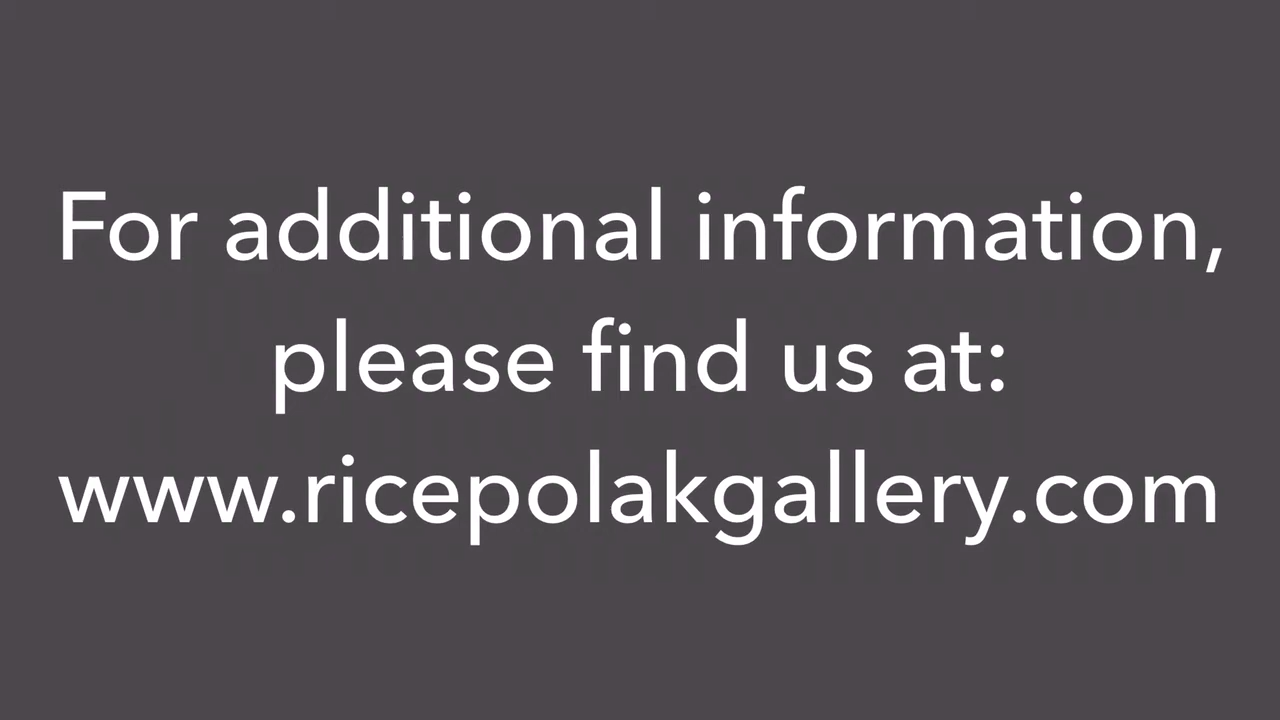 For additional information,
please find us at:
www.ricepolakgallery.com